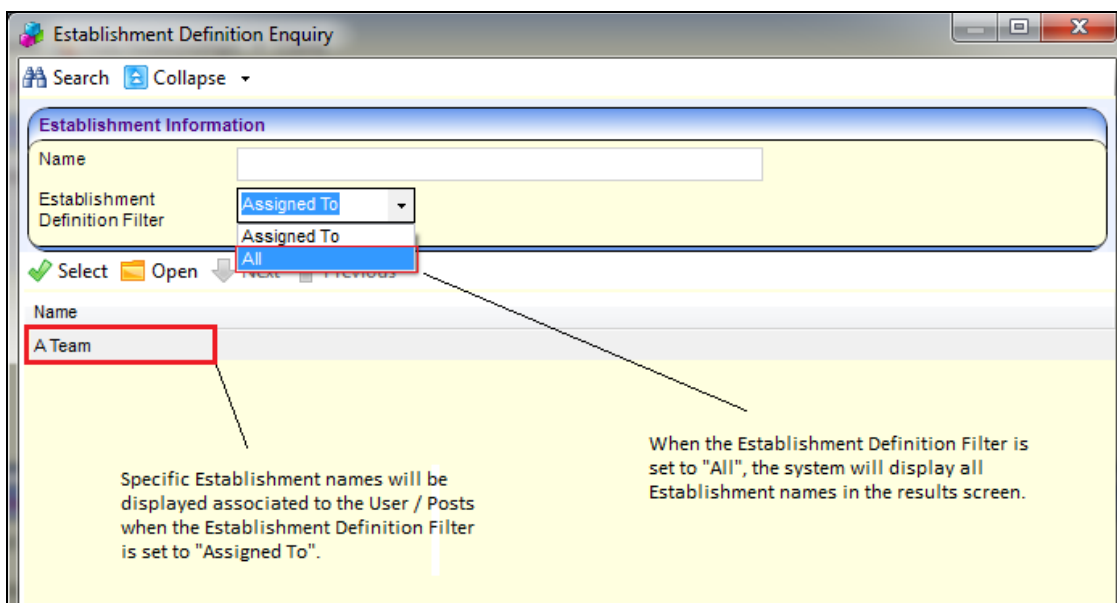 Establishment Definition Enquiry
Search Collapse
Establishment Information
Name
Establishment
Definition Filter
Assigned To
Assigned To
All
Select Open Next Previous
Name
A Team
When the Establishment Definition Filter is
set to "All", the system will display all
Establishment names in the results screen.
Specific Establishment names will be
displayed associated to the User / Posts
when the Establishment Definition Filter
is set to "Assigned To".